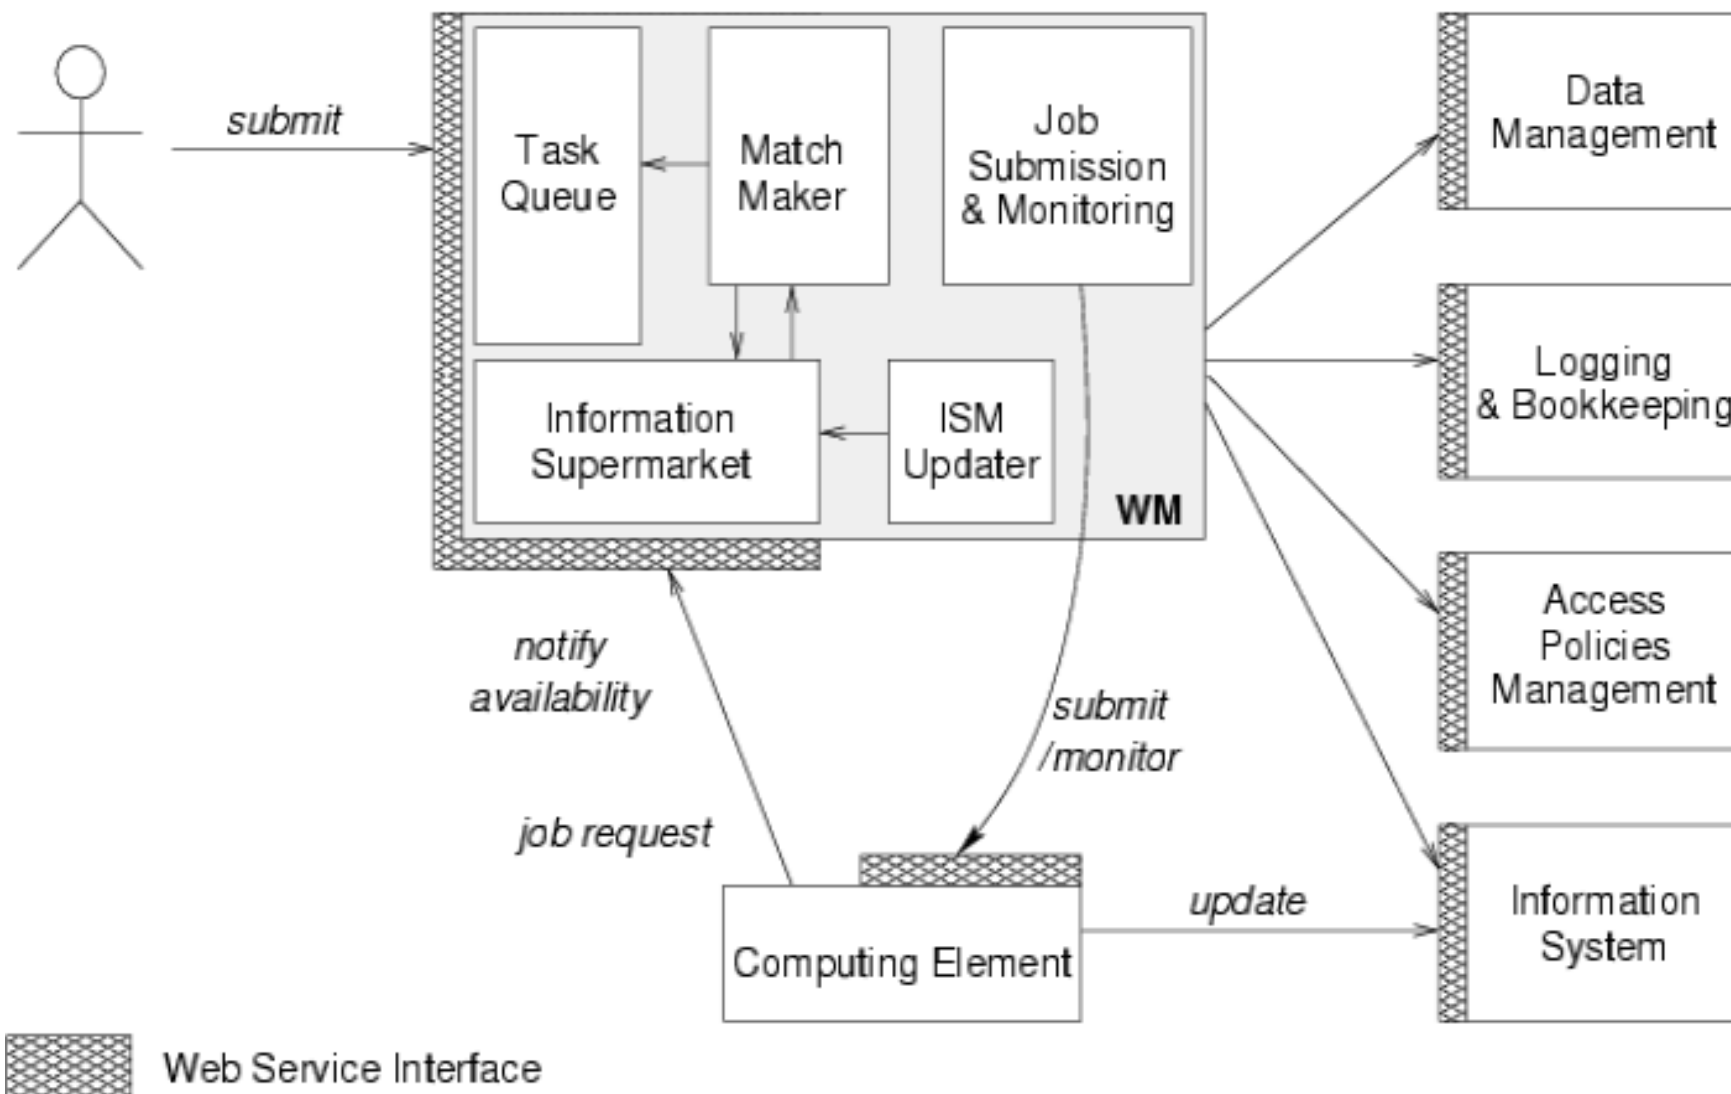 submit
Task
Queue
Match
Maker
Job
Submission
& Monitoring
Information
Supermarket
ISM
Updater
WM
Data
Management
Logging
& Bookkeeping
Access
Policies
Management
Information
System
notify
availability
job request
submit
/monitor
update
Computing Element
Web Service Interface